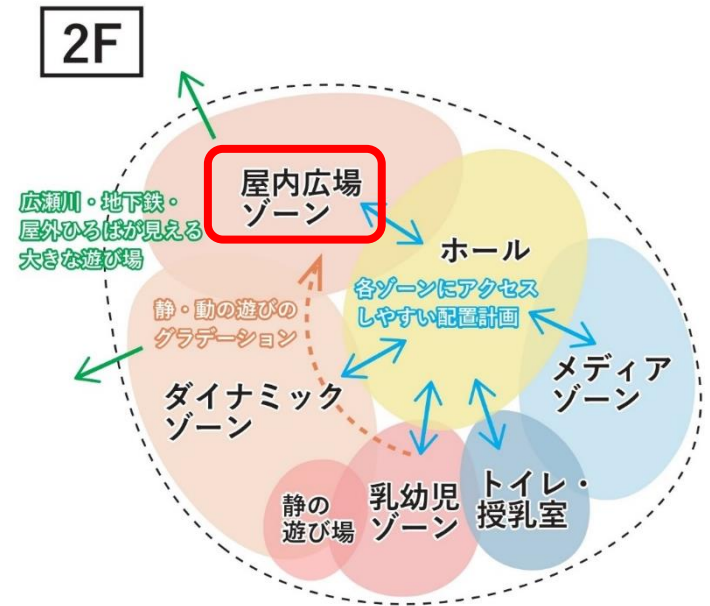 2F
屋内広場
ゾーン
広瀬川・地下鉄・
屋外ひろばが見える
大きな遊び場
ホール
各ゾーンにアクセス
しやすい配置計画
静・動の遊びの
グラデーション
メディア
ゾーン
ダイナミック
ゾーン
静の
遊び場
乳幼児
ゾーン
トイレ・
授乳室